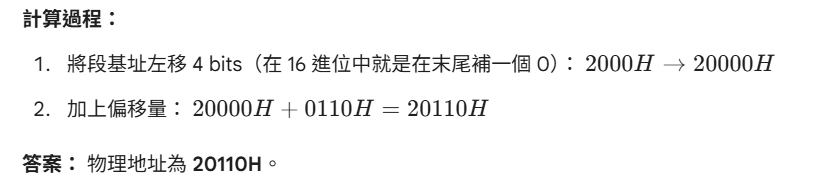 計算過程：
1. 將段基址左移 4 bits（在 16 進位中就是在末尾補一個 0）： 2000H → 20000H
2. 加上偏移量： 20000H + 0110H = 20110H
答案： 物理地址為 20110H。